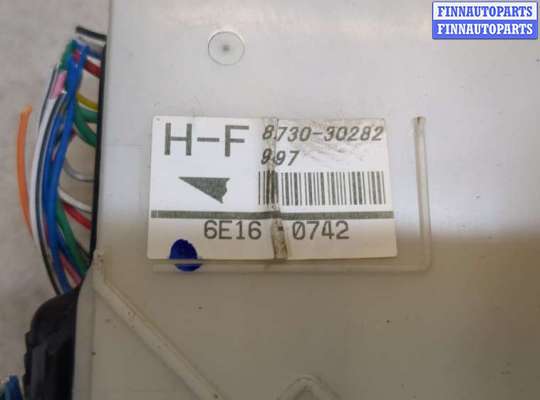 FINNAUTOPARTS
FINNAUTOPARTS
H-F 8730-30282
997
6E16 0742